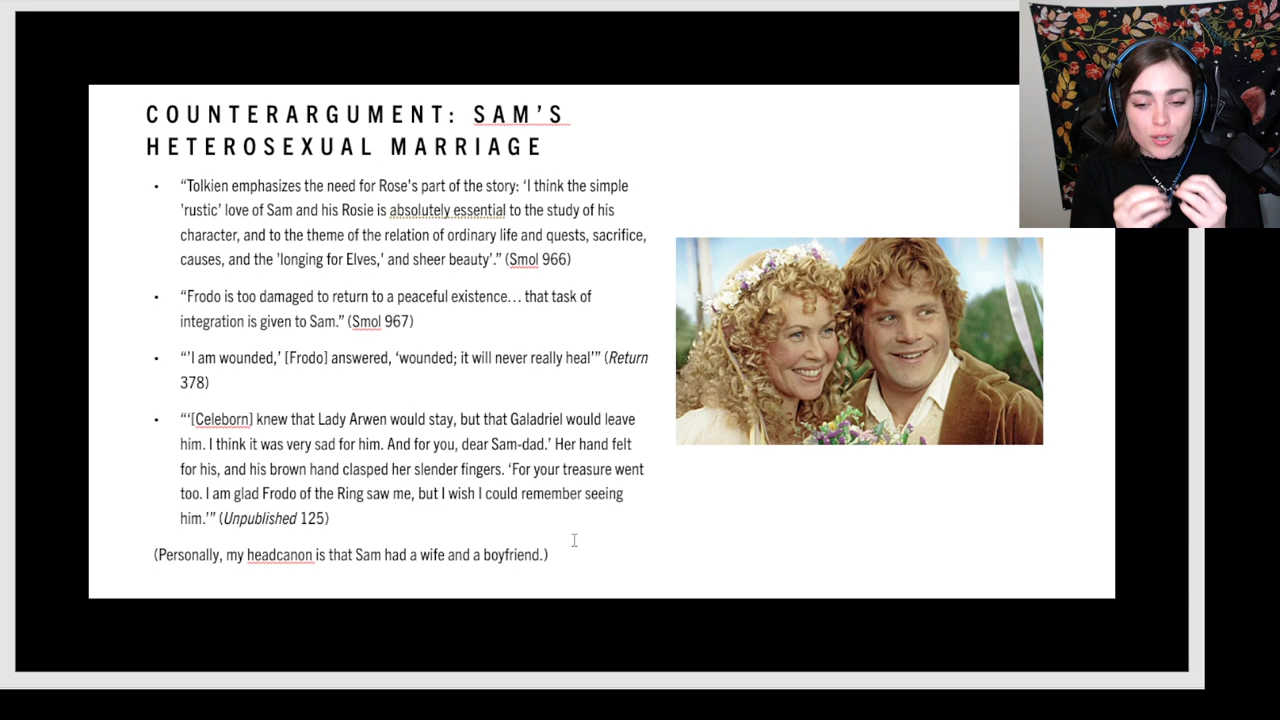 COUNTERARGUMENT: SAM’S
HETEROSEXUAL MARRIAGE
• “Tolkien emphasizes the need for Rose's part of the story: ‘I think the simple
'rustic' love of Sam and his Rosie is absolutely essential to the study of his
character, and to the theme of the relation of ordinary life and quests, sacrifice,
causes, and the 'longing for Elves,' and sheer beauty’.” (Smol 966)
• “Frodo is too damaged to return to a peaceful existence… that task of
integration is given to Sam.” (Smol 967)
• “’I am wounded,’ [Frodo] answered, ‘wounded; it will never really heal’” (Return
378)
• “‘[Celeborn] knew that Lady Arwen would stay, but that Galadriel would leave
him. I think it was very sad for him. And for you, dear Sam-dad.’ Her hand felt
for his, and his brown hand clasped her slender fingers. ‘For your treasure went
too. I am glad Frodo of the Ring saw me, but I wish I could remember seeing
him.’” (Unpublished 125)
(Personally, my headcanon is that Sam had a wife and a boyfriend.)